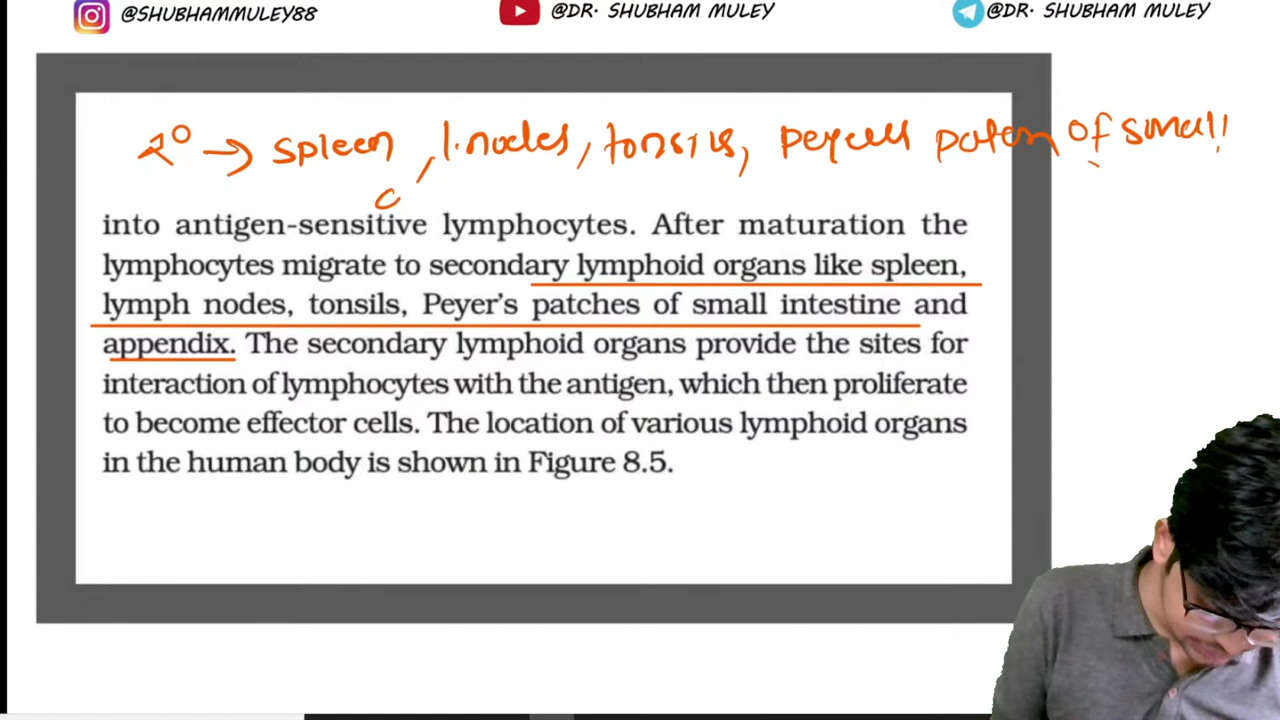 @SHUBHAMMULEY88 @DR. SHUBHAM MULEY @DR. SHUBHAM MULEY
2° → spleen, l.nodes, tonsils, peyers patches of small
c
into antigen-sensitive lymphocytes. After maturation the
lymphocytes migrate to secondary lymphoid organs like spleen,
lymph nodes, tonsils, Peyer's patches of small intestine and
appendix. The secondary lymphoid organs provide the sites for
interaction of lymphocytes with the antigen, which then proliferate
to become effector cells. The location of various lymphoid organs
in the human body is shown in Figure 8.5.